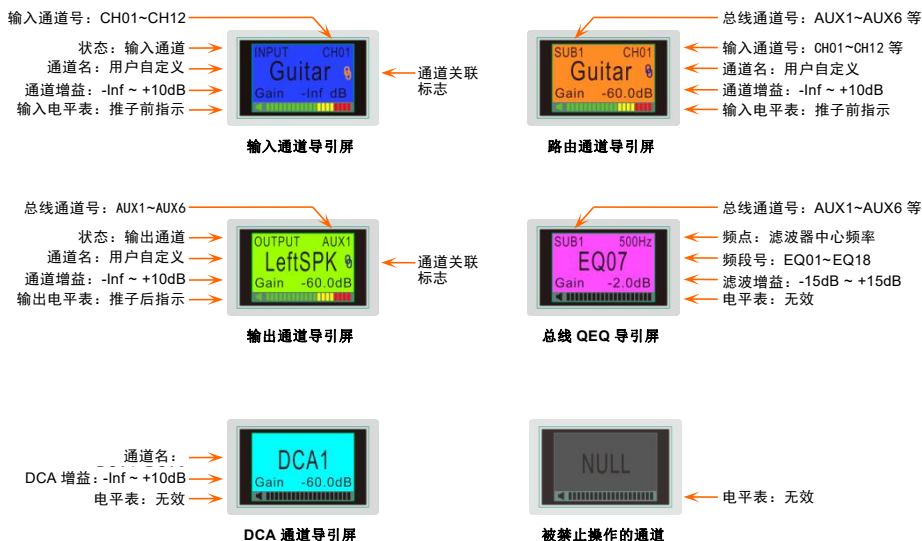 输入通道号：CH01~CH12
状态：输入通道
通道名：用户自定义
通道增益：-Inf ~ +10dB
输入电平表：推子前指示
INPUT CH01
Guitar
Gain -Inf dB
通道关联
标志
输入通道导引屏
总线通道号：AUX1~AUX6 等
输入通道号：CH01~CH12 等
通道名：用户自定义
通道增益：-Inf ~ +10dB
输入电平表：推子前指示
SUB1 CH01
Guitar
Gain -60.0dB
路由通道导引屏
总线通道号：AUX1~AUX6
状态：输出通道
通道名：用户自定义
通道增益：-Inf ~ +10dB
输出电平表：推子后指示
OUTPUT AUX1
LeftSPK
Gain -60.0dB
通道关联
标志
输出通道导引屏
总线通道号：AUX1~AUX6 等
频点：滤波器中心频率
频段号：EQ01~EQ18
滤波增益：-15dB ~ +15dB
电平表：无效
SUB1 500Hz
EQ07
Gain -2.0dB
总线 QEQ 导引屏
通道名：
DCA 增益：-Inf ~ +10dB
电平表：无效
DCA1
Gain -60.0dB
DCA 通道导引屏
NULL
电平表：无效
被禁止操作的通道